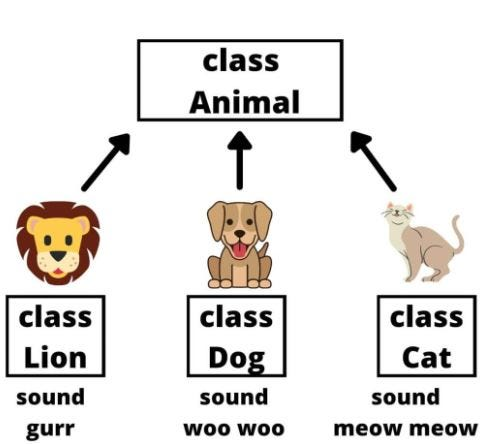 class
Animal
class
Lion
sound
gurr
class
Dog
sound
woo woo
class
Cat
sound
meow meow